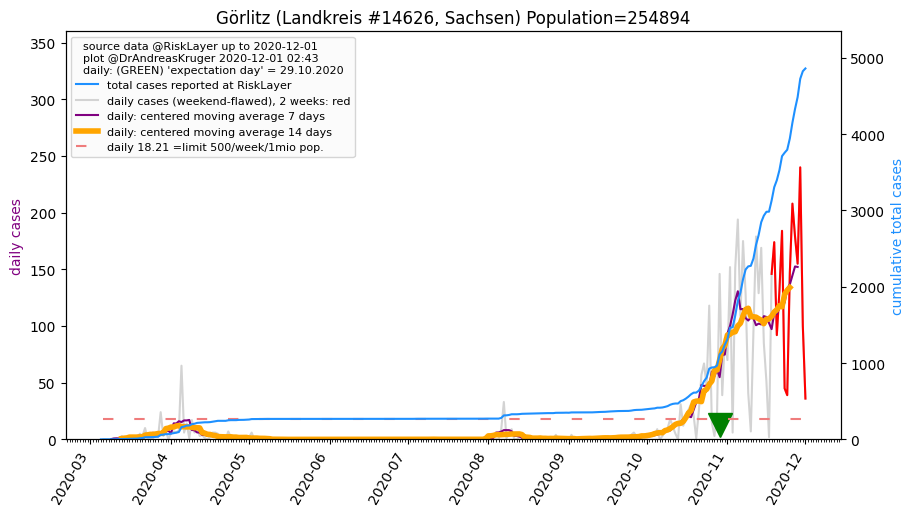 Görlitz (Landkreis #14626, Sachsen) Population=254894
source data @RiskLayer up to 2020-12-01
plot @DrAndreasKruger 2020-12-01 02:43
daily: (GREEN) 'expectation day' = 29.10.2020
total cases reported at RiskLayer
daily cases (weekend-flawed), 2 weeks: red
daily: centered moving average 7 days
daily: centered moving average 14 days
daily 18.21 =limit 500/week/1mio pop.
daily cases
350
300
250
200
150
100
50
0
cumulative total cases
5000
4000
3000
2000
1000
0
2020-03
2020-04
2020-05
2020-06
2020-07
2020-08
2020-09
2020-10
2020-11
2020-12